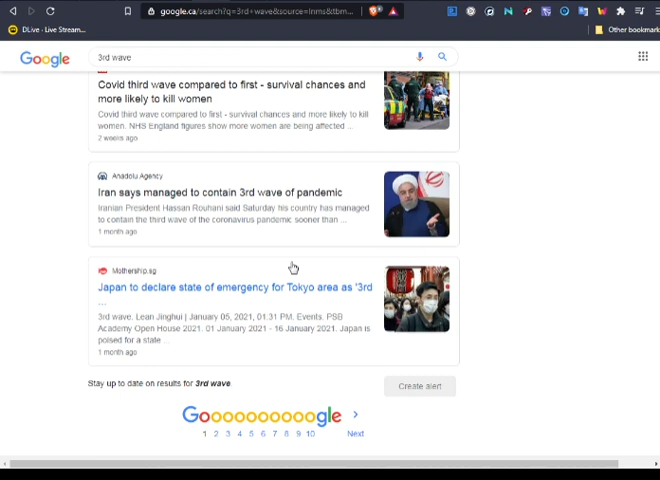 google.ca/search?q=3rd+wave&source=lnms&tbm...
DLive - Live Stream...
Other bookmark
Google
3rd wave
Covid third wave compared to first - survival chances and
more likely to kill women
Covid third wave compared to first - survival chances and more likely to kill
women. NHS England figures show more women are being affected ...
2 weeks ago
Anadolu Agency
Iran says managed to contain 3rd wave of pandemic
Iranian President Hassan Rouhani said Saturday his country has managed
to contain the third wave of the coronavirus pandemic sooner than ...
1 month ago
Mothership.sg
Japan to declare state of emergency for Tokyo area as '3rd
...
3rd wave. Lean Jinghui | January 05, 2021, 01:31 PM. Events. PSB
Academy Open House 2021. 01 January 2021 - 16 January 2021. Japan is
poised for a state ...
1 month ago
Stay up to date on results for 3rd wave.
Create alert
Goooooooooogle >
1 2 3 4 5 6 7 8 9 10 Next